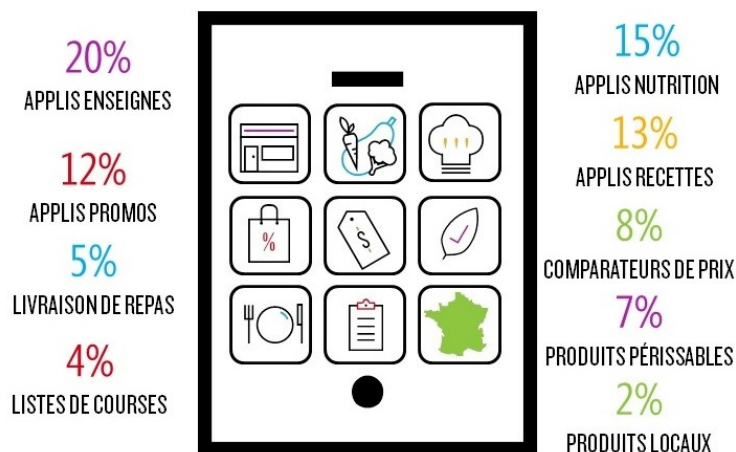 20%
APPLIS ENSEIGNES
12%
APPLIS PROMOS
5%
LIVRAISON DE REPAS
4%
LISTES DE COURSES
%
$
15%
APPLIS NUTRITION
13%
APPLIS RECETTES
8%
COMPARATEURS DE PRIX
7%
PRODUITS PÉRISSABLES
2%
PRODUITS LOCAUX